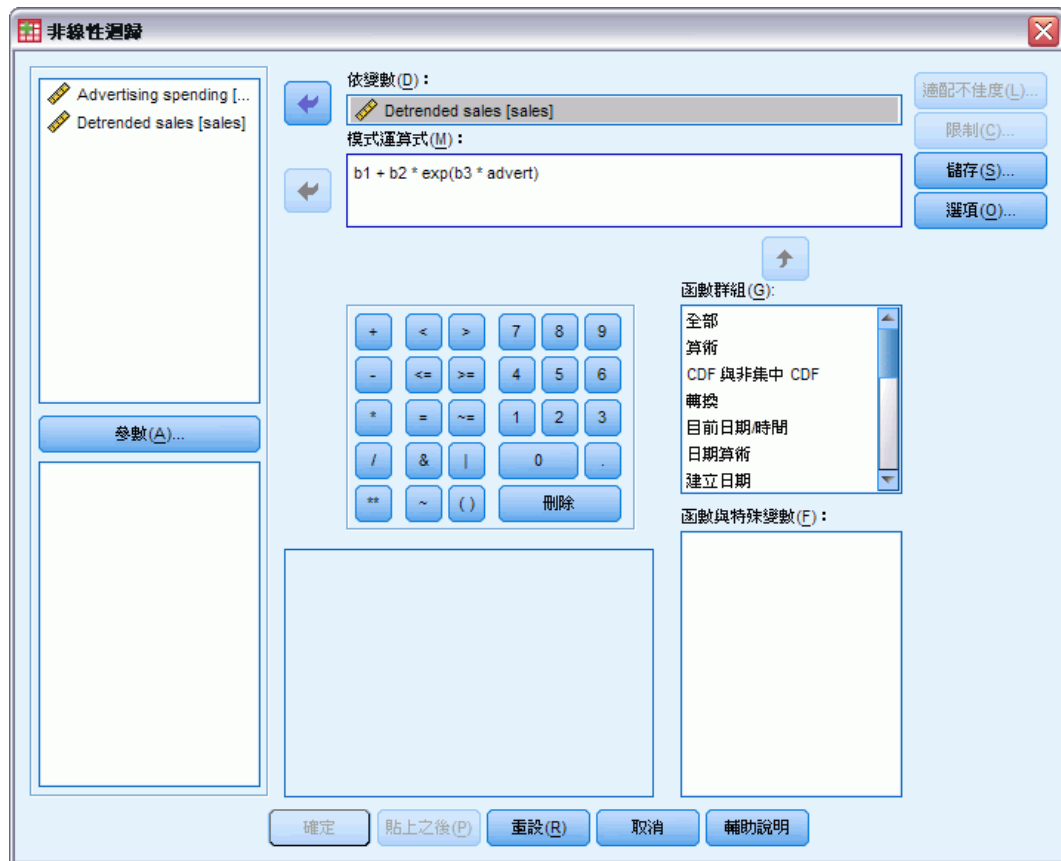 非線性迴歸
Advertising spending [...
Detrended sales [sales]
參數(A)...
依變數(D)：
Detrended sales [sales]
模式運算式(M)：
b1 + b2 * exp(b3 * advert)
適配不佳度(L)...
限制(C)...
儲存(S)...
選項(O)...
+ < > 7 8 9
- <= >= 4 5 6
* = ~= 1 2 3
/ & | 0 .
** ~ ( ) 刪除
函數群組(G):
全部
算術
CDF 與非集中 CDF
轉換
目前日期/時間
日期算術
建立日期
函數與特殊變數(F)：
確定 貼上之後(P) 重設(R) 取消 輔助說明